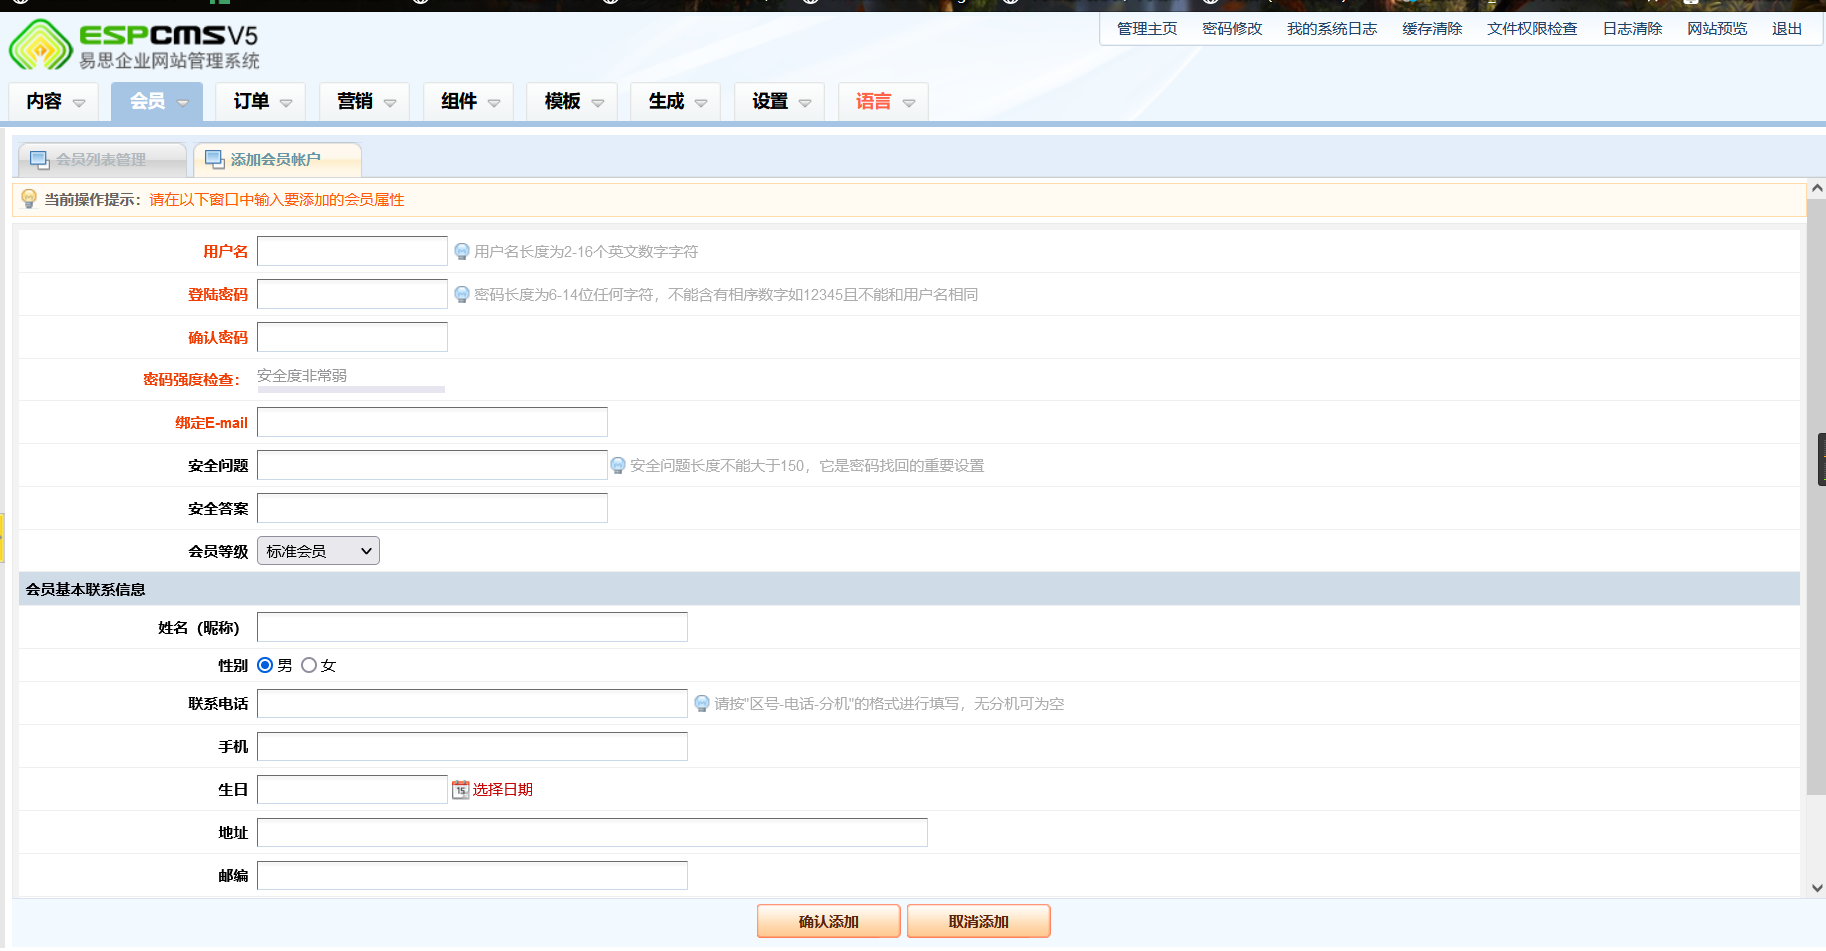 管理主页 密码修改 我的系统日志 缓存清除 文件权限检查 日志清除 网站预览 退出
ESPCMS V5
易思企业网站管理系统
内容 会员 订单 营销 组件 模板 生成 设置 语言
会员列表管理 添加会员帐户
当前操作提示：请在以下窗口中输入要添加的会员属性
用户名 用户名长度为2-16个英文数字字符
登陆密码 密码长度为6-14位任何字符，不能含有相序数字如12345且不能和用户名相同
确认密码
密码强度检查： 安全度非常弱
绑定E-mail
安全问题 安全问题长度不能大于150，它是密码找回的重要设置
安全答案
会员等级 标准会员
会员基本联系信息
姓名（昵称）
性别 男 女
联系电话 请按"区号-电话-分机"的格式进行填写，无分机可为空
手机
生日 15 选择日期
地址
邮编
确认添加 取消添加